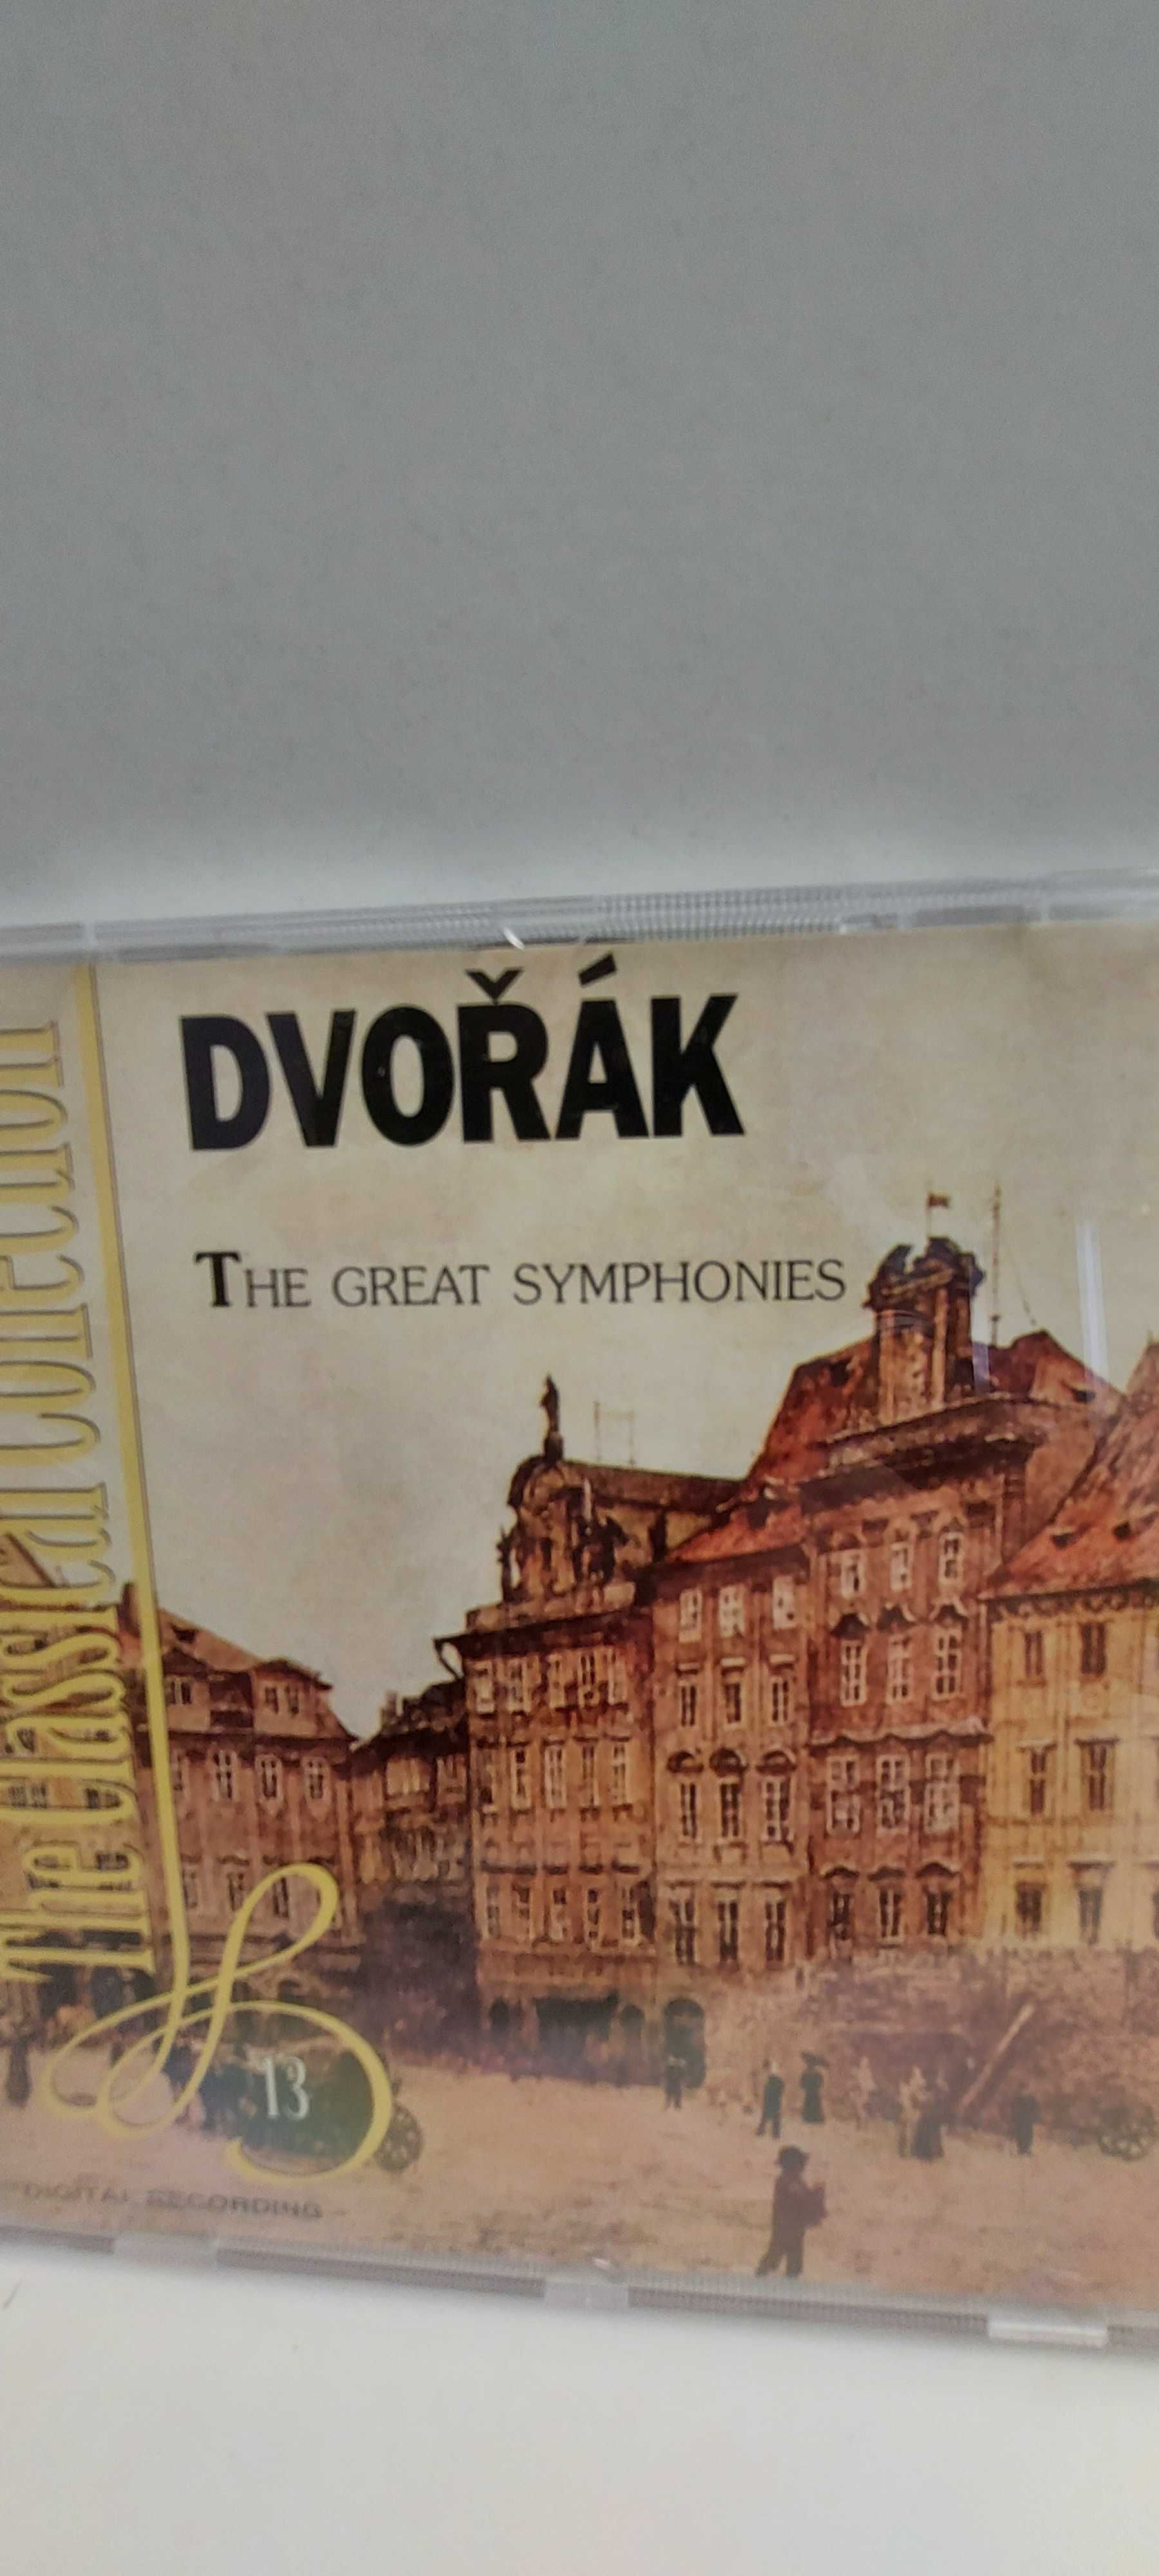 DVOŘÁK
THE GREAT SYMPHONIES
The Classical Collection
13
DIGITAL RECORDING